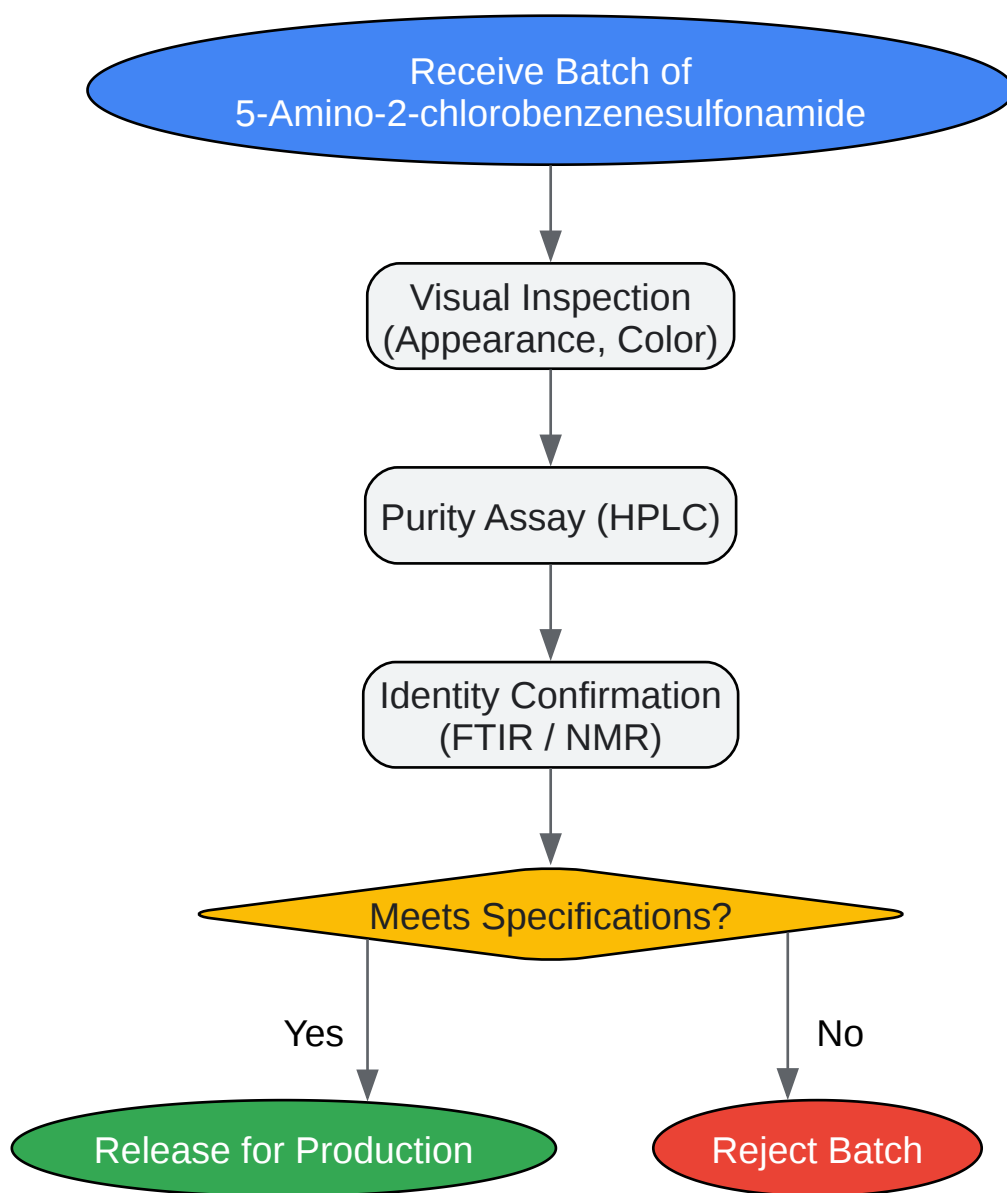 Receive Batch of
5-Amino-2-chlorobenzenesulfonamide
Visual Inspection
(Appearance, Color)
Purity Assay (HPLC)
Identity Confirmation
(FTIR / NMR)
Meets Specifications?
Yes
No
Release for Production
Reject Batch